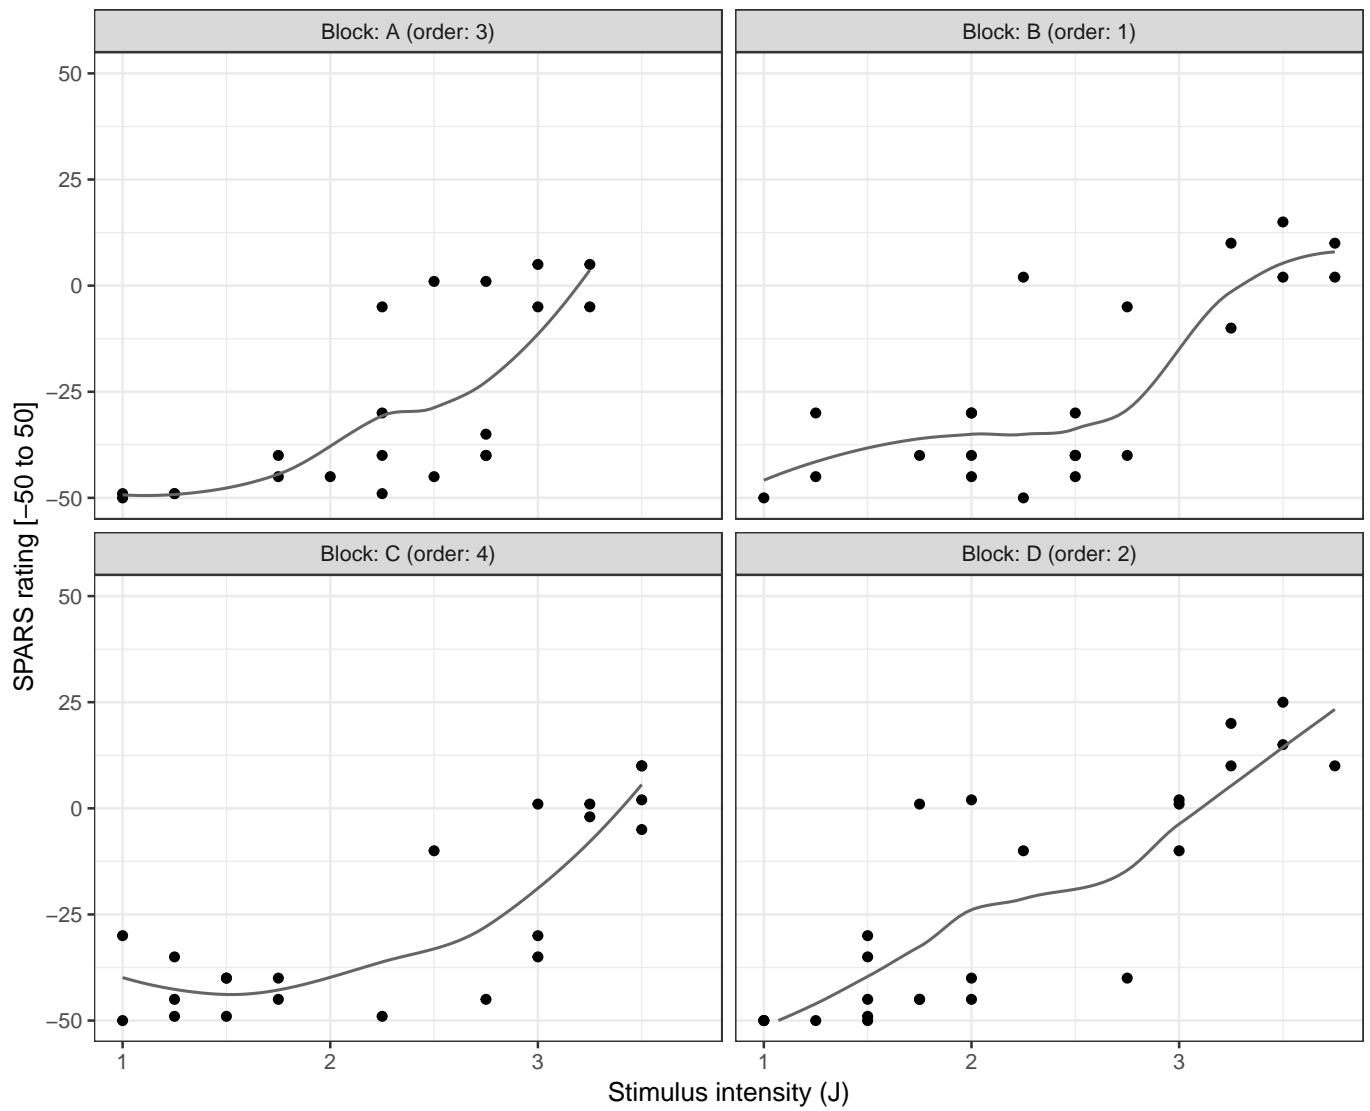 Block: A (order: 3)
Block: B (order: 1)
50
25
0
−25
−50
Block: C (order: 4)
Block: D (order: 2)
50
25
0
−25
−50
1
2
3
1
2
3
Stimulus intensity (J)
SPARS rating [−50 to 50]